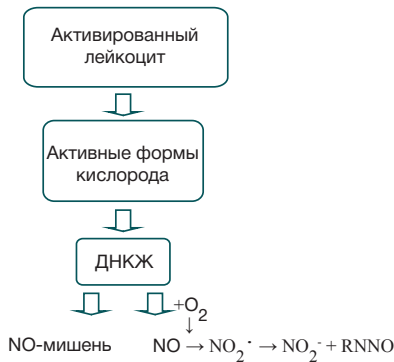 Активированный
лейкоцит
Активные формы
кислорода
ДНКЖ
+O₂
↓
NO-мишень NO → NO₂˙ → NO₂⁻ + RNNO